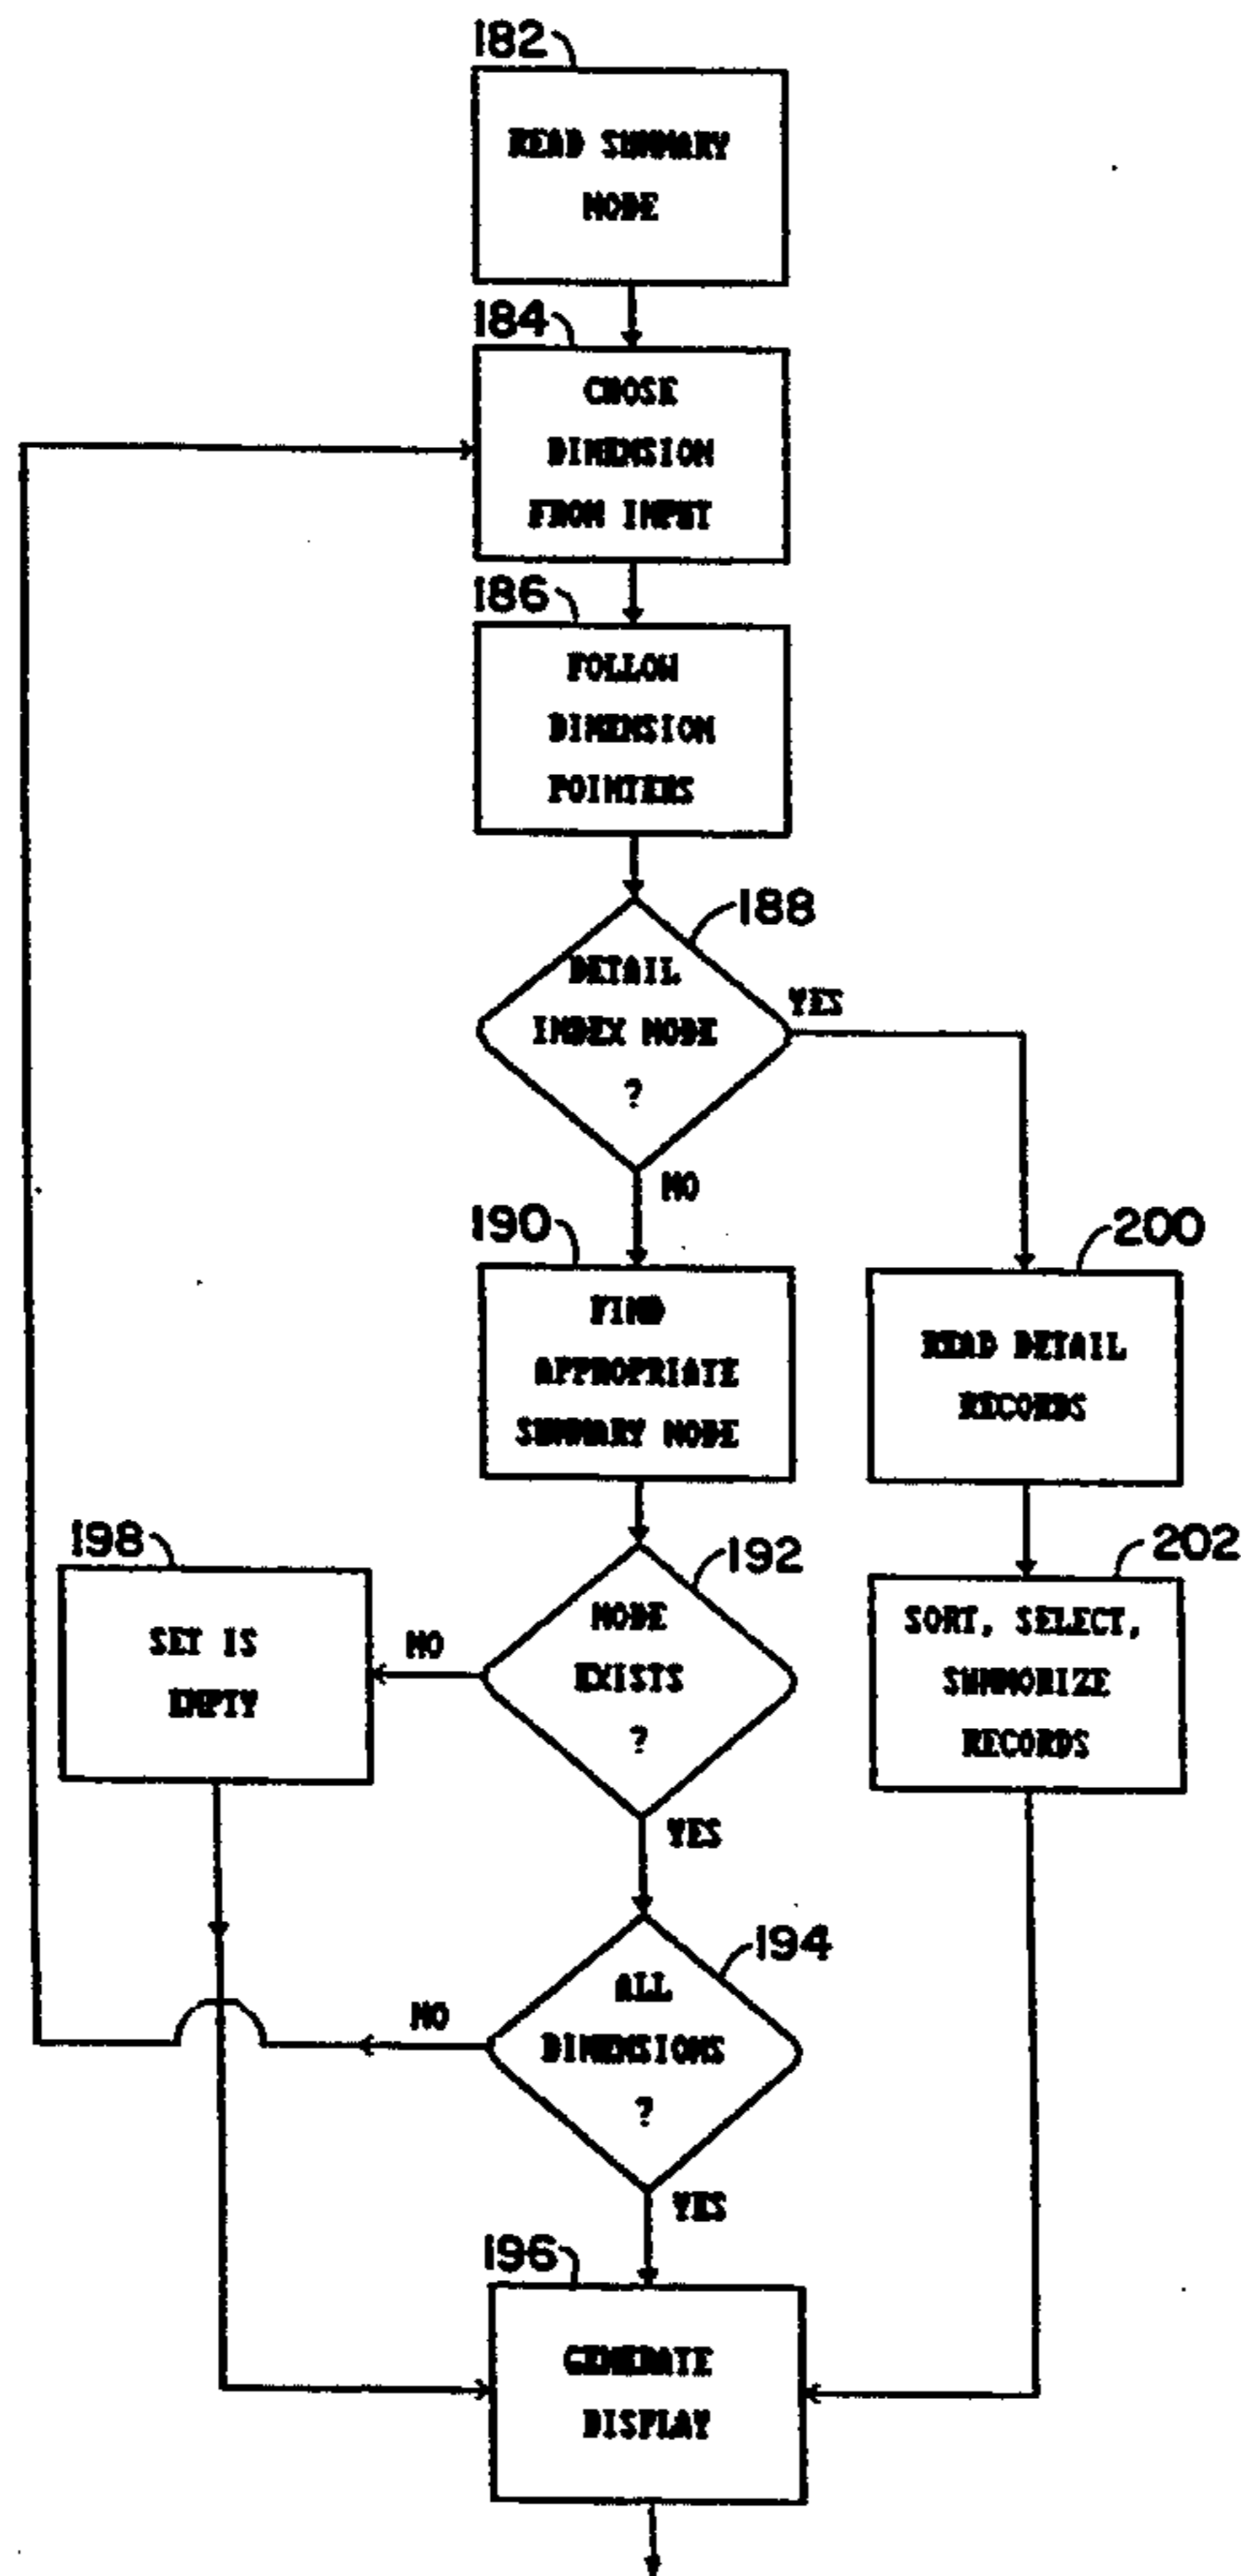 182
READ SUMMARY
NODE
184
CHOSE
DIMENSION
FROM INPUT
186
FOLLOW
DIMENSION
POINTERS
188
DETAIL
INDEX NODE
?
YES
NO
190
FIND
APPROPRIATE
SUMMARY NODE
200
READ DETAIL
RECORDS
198
SET IS
EMPTY
NO
192
NODE
EXISTS
?
YES
202
SORT, SELECT,
SUMMORIZE
RECORDS
194
ALL
DIMENSIONS
?
NO
YES
196
GENERATE
DISPLAY